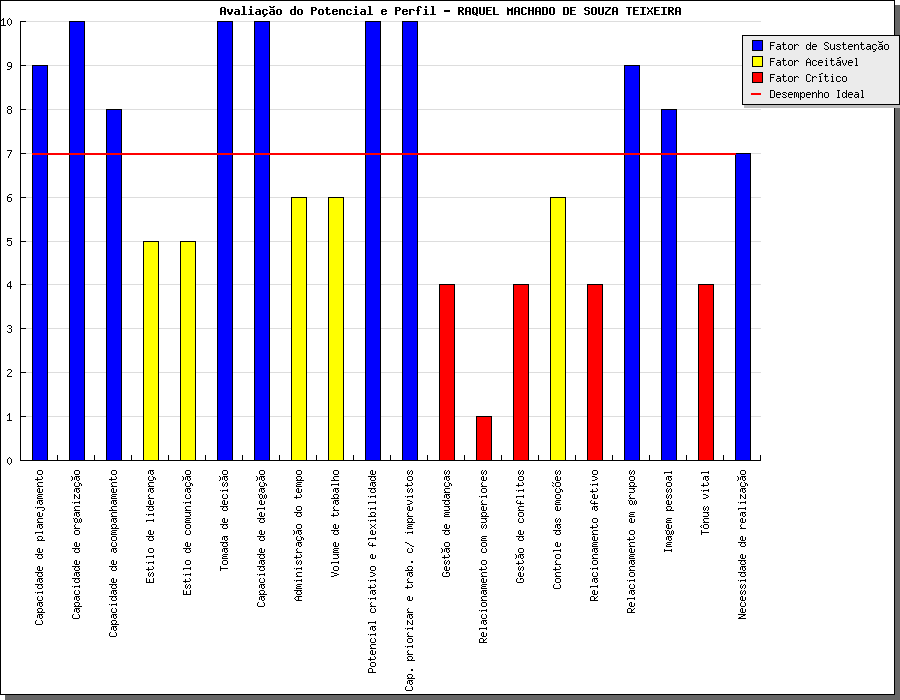 Avaliação do Potencial e Perfil - RAQUEL MACHADO DE SOUZA TEIXEIRA
Fator de Sustentação
Fator Aceitável
Fator Crítico
Desempenho Ideal
10
9
8
7
6
5
4
3
2
1
0
Capacidade de planejamento
Capacidade de organização
Capacidade de acompanhamento
Estilo de liderança
Estilo de comunicação
Tomada de decisão
Capacidade de delegação
Administração do tempo
Volume de trabalho
Potencial criativo e flexibilidade
Cap. priorizar e trab. c/ imprevistos
Gestão de mudanças
Relacionamento com superiores
Gestão de conflitos
Controle das emoções
Relacionamento afetivo
Relacionamento em grupos
Imagem pessoal
Tônus vital
Necessidade de realização